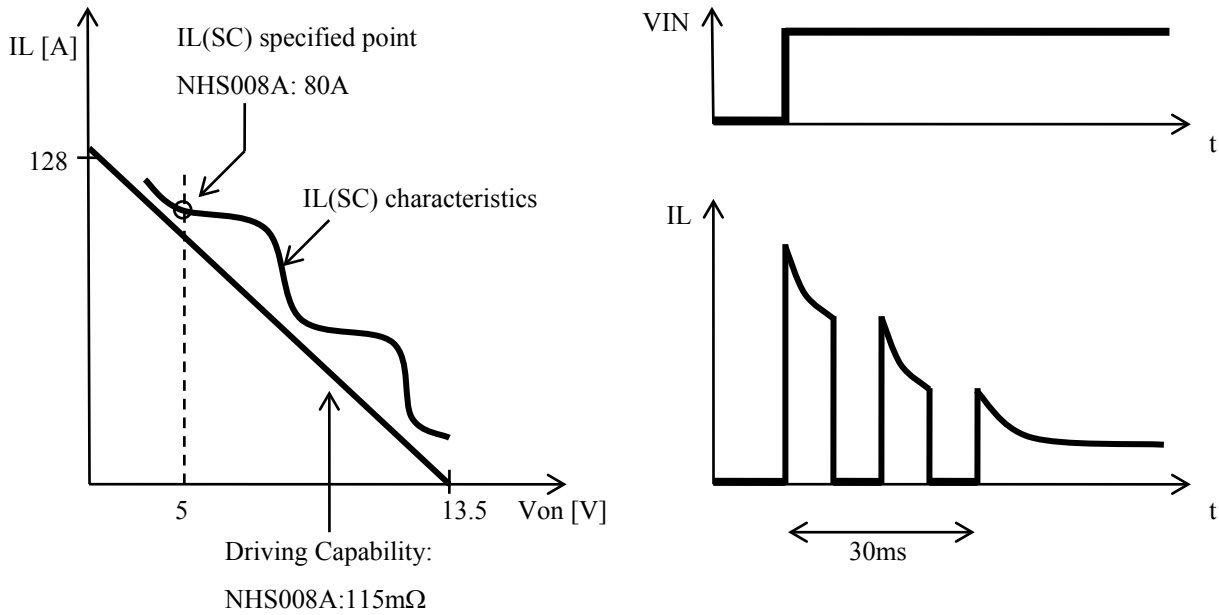 IL [A]
IL(SC) specified point
NHS008A: 80A
128
IL(SC) characteristics
5
13.5
Von [V]
Driving Capability:
NHS008A:115mΩ
VIN
t
IL
t
30ms